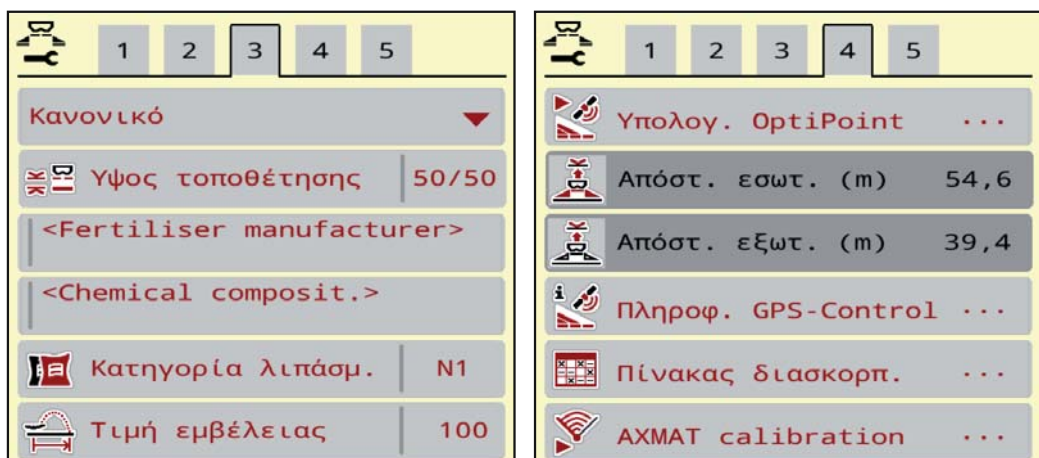 1 2 3 4 5
Κανονικό
Υψος τοποθέτησης 50/50
<Fertiliser manufacturer>
<Chemical composit.>
Κατηγορία λιπάσμ. N1
Τιμή εμβέλειας 100
1 2 3 4 5
Υπολογ. OptiPoint ...
Απόστ. εσωτ. (m) 54,6
Απόστ. εξωτ. (m) 39,4
Πληροφ. GPS-Control ...
Πίνακας διασκορπ. ...
AXMAT calibration ...